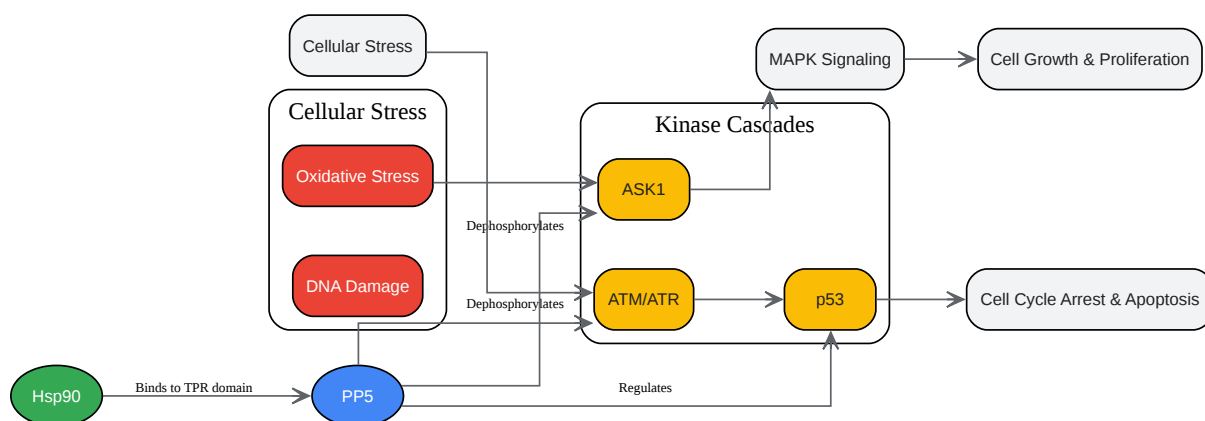 Cellular Stress
MAPK Signaling
Cell Growth & Proliferation
Cellular Stress
Kinase Cascades
Oxidative Stress
ASK1
Dephosphorylates
DNA Damage
Dephosphorylates
ATM/ATR
p53
Cell Cycle Arrest & Apoptosis
Hsp90
Binds to TPR domain
PP5
Regulates